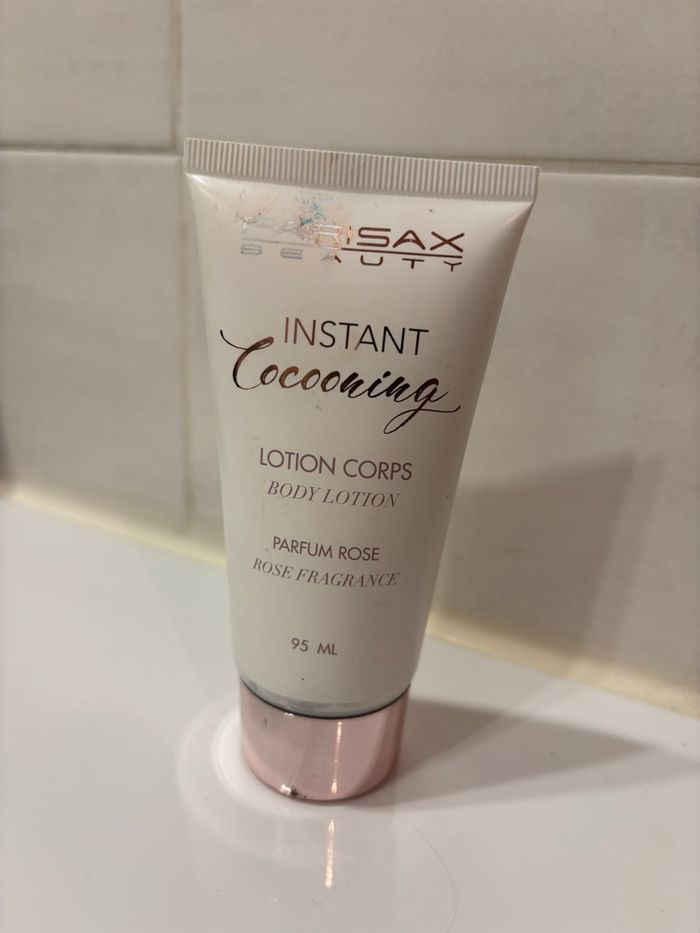 PARISAX
BEAUTY
INSTANT
Cocooning
LOTION CORPS
BODY LOTION
PARFUM ROSE
ROSE FRAGRANCE
95 ML